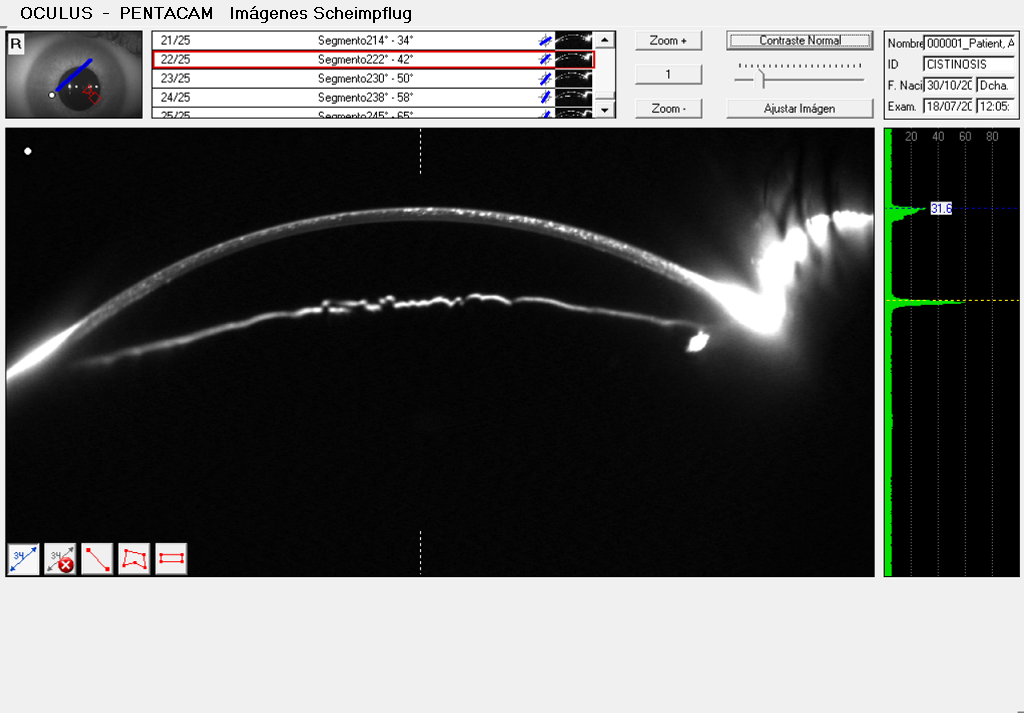 OCULUS - PENTACAM Imágenes Scheimpflug
R
21/25 Segmento214° - 34°
22/25 Segmento222° - 42°
23/25 Segmento230° - 50°
24/25 Segmento238° - 58°
25/25 Segmento245° - 65°
Zoom +
1
Zoom -
Contraste Normal
Ajustar Imágen
Nombre 000001_Patient, A
ID CISTINOSIS
F. Naci 30/10/20 Dcha.
Exam. 18/07/20 12:05:
20 40 60 80
31.6
34 34